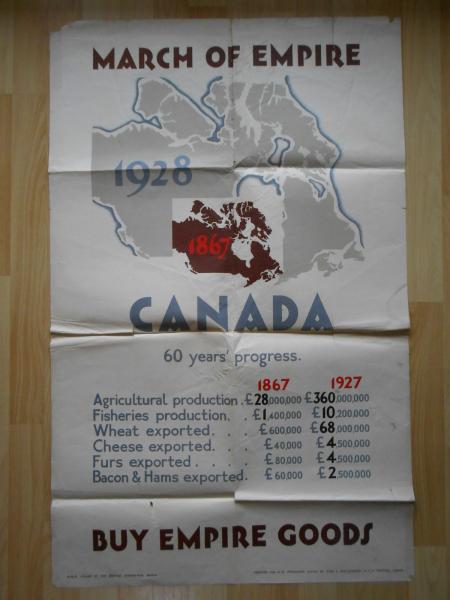 MARCH OF EMPIRE
1928
1867
CANADA
60 years' progress.
1867 1927
Agricultural production. £28,000,000 £360,000,000
Fisheries production. . £1,400,000 £10,200,000
Wheat exported. . . . £600,000 £68,000,000
Cheese exported. . . . £40,000 £4,500,000
Furs exported . . . . . £80,000 £4,500,000
Bacon & Hams exported. £60,000 £2,500,000
BUY EMPIRE GOODS